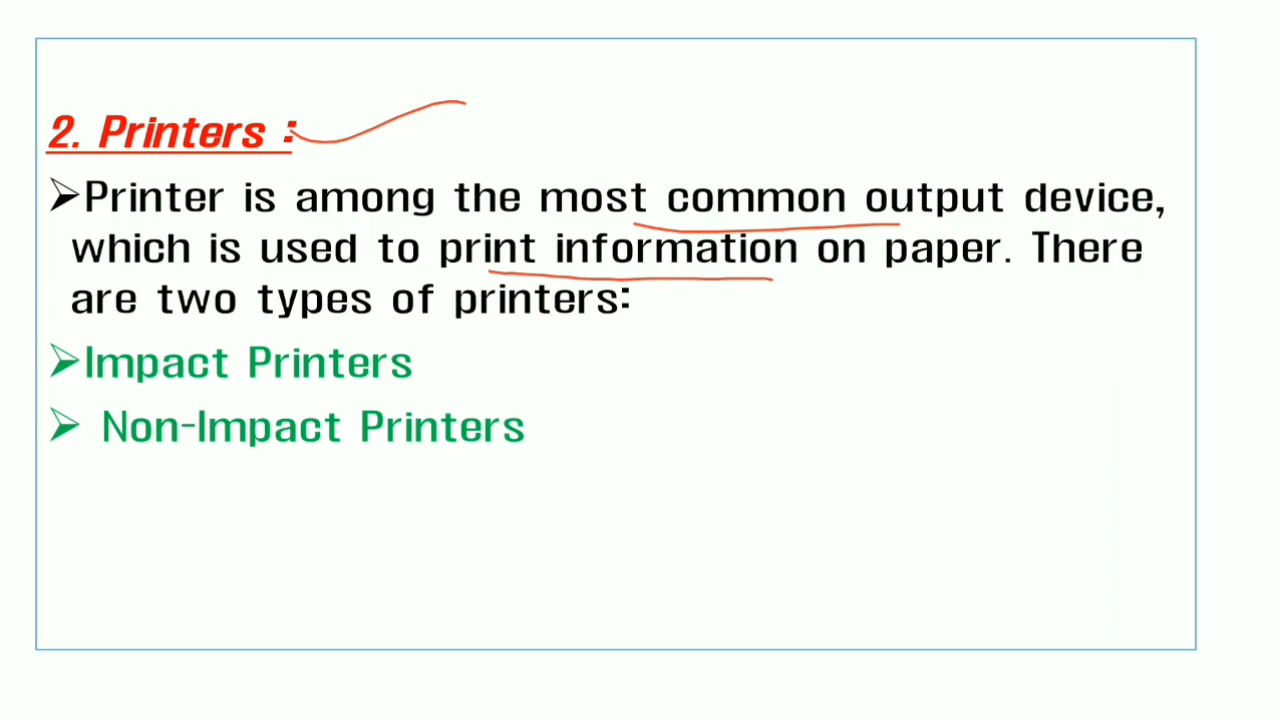 2. Printers :
➢Printer is among the most common output device,
which is used to print information on paper. There
are two types of printers:
➢Impact Printers
➢ Non-Impact Printers